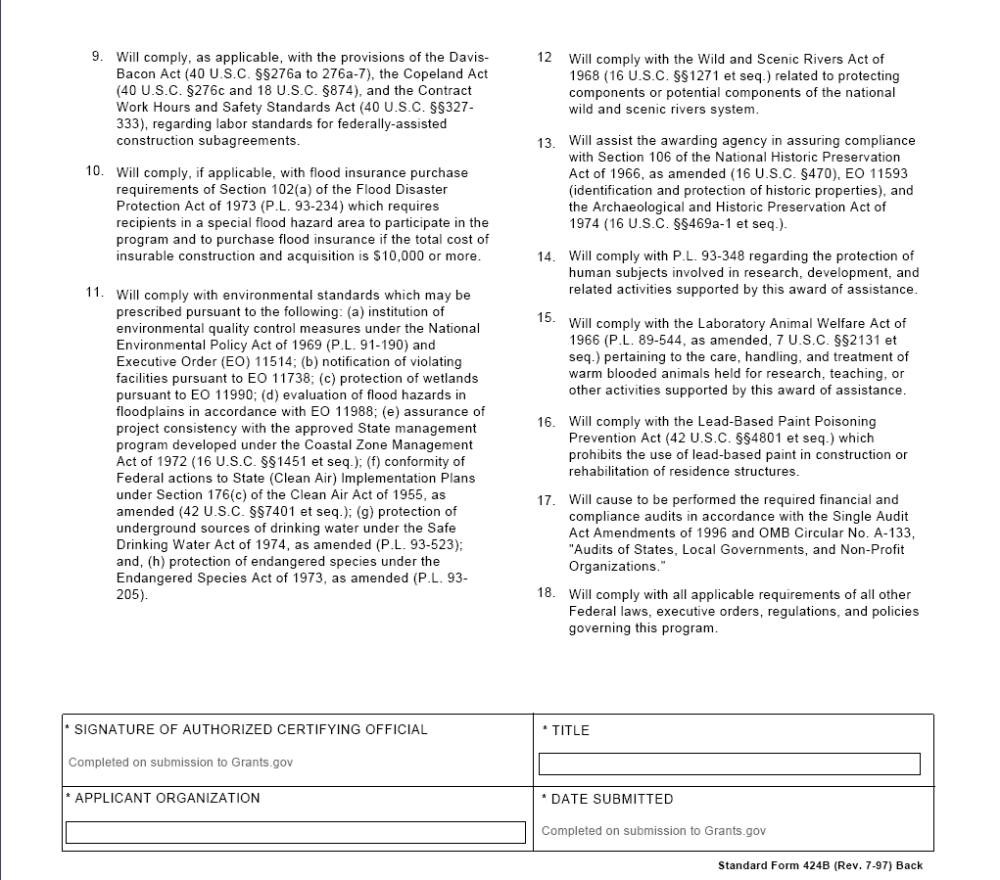 9. Will comply, as applicable, with the provisions of the Davis-
Bacon Act (40 U.S.C. §§276a to 276a-7), the Copeland Act
(40 U.S.C. §276c and 18 U.S.C. §874), and the Contract
Work Hours and Safety Standards Act (40 U.S.C. §§327-
333), regarding labor standards for federally-assisted
construction subagreements.
10. Will comply, if applicable, with flood insurance purchase
requirements of Section 102(a) of the Flood Disaster
Protection Act of 1973 (P.L. 93-234) which requires
recipients in a special flood hazard area to participate in the
program and to purchase flood insurance if the total cost of
insurable construction and acquisition is $10,000 or more.
11. Will comply with environmental standards which may be
prescribed pursuant to the following: (a) institution of
environmental quality control measures under the National
Environmental Policy Act of 1969 (P.L. 91-190) and
Executive Order (EO) 11514; (b) notification of violating
facilities pursuant to EO 11738; (c) protection of wetlands
pursuant to EO 11990; (d) evaluation of flood hazards in
floodplains in accordance with EO 11988; (e) assurance of
project consistency with the approved State management
program developed under the Coastal Zone Management
Act of 1972 (16 U.S.C. §§1451 et seq.); (f) conformity of
Federal actions to State (Clean Air) Implementation Plans
under Section 176(c) of the Clean Air Act of 1955, as
amended (42 U.S.C. §§7401 et seq.); (g) protection of
underground sources of drinking water under the Safe
Drinking Water Act of 1974, as amended (P.L. 93-523);
and, (h) protection of endangered species under the
Endangered Species Act of 1973, as amended (P.L. 93-
205).
12 Will comply with the Wild and Scenic Rivers Act of
1968 (16 U.S.C. §§1271 et seq.) related to protecting
components or potential components of the national
wild and scenic rivers system.
13. Will assist the awarding agency in assuring compliance
with Section 106 of the National Historic Preservation
Act of 1966, as amended (16 U.S.C. §470), EO 11593
(identification and protection of historic properties), and
the Archaeological and Historic Preservation Act of
1974 (16 U.S.C. §§469a-1 et seq.).
14. Will comply with P.L. 93-348 regarding the protection of
human subjects involved in research, development, and
related activities supported by this award of assistance.
15. Will comply with the Laboratory Animal Welfare Act of
1966 (P.L. 89-544, as amended, 7 U.S.C. §§2131 et
seq.) pertaining to the care, handling, and treatment of
warm blooded animals held for research, teaching, or
other activities supported by this award of assistance.
16. Will comply with the Lead-Based Paint Poisoning
Prevention Act (42 U.S.C. §§4801 et seq.) which
prohibits the use of lead-based paint in construction or
rehabilitation of residence structures.
17. Will cause to be performed the required financial and
compliance audits in accordance with the Single Audit
Act Amendments of 1996 and OMB Circular No. A-133,
"Audits of States, Local Governments, and Non-Profit
Organizations."
18. Will comply with all applicable requirements of all other
Federal laws, executive orders, regulations, and policies
governing this program.
* SIGNATURE OF AUTHORIZED CERTIFYING OFFICIAL
Completed on submission to Grants.gov
* TITLE
* APPLICANT ORGANIZATION
* DATE SUBMITTED
Completed on submission to Grants.gov
Standard Form 424B (Rev. 7-97) Back